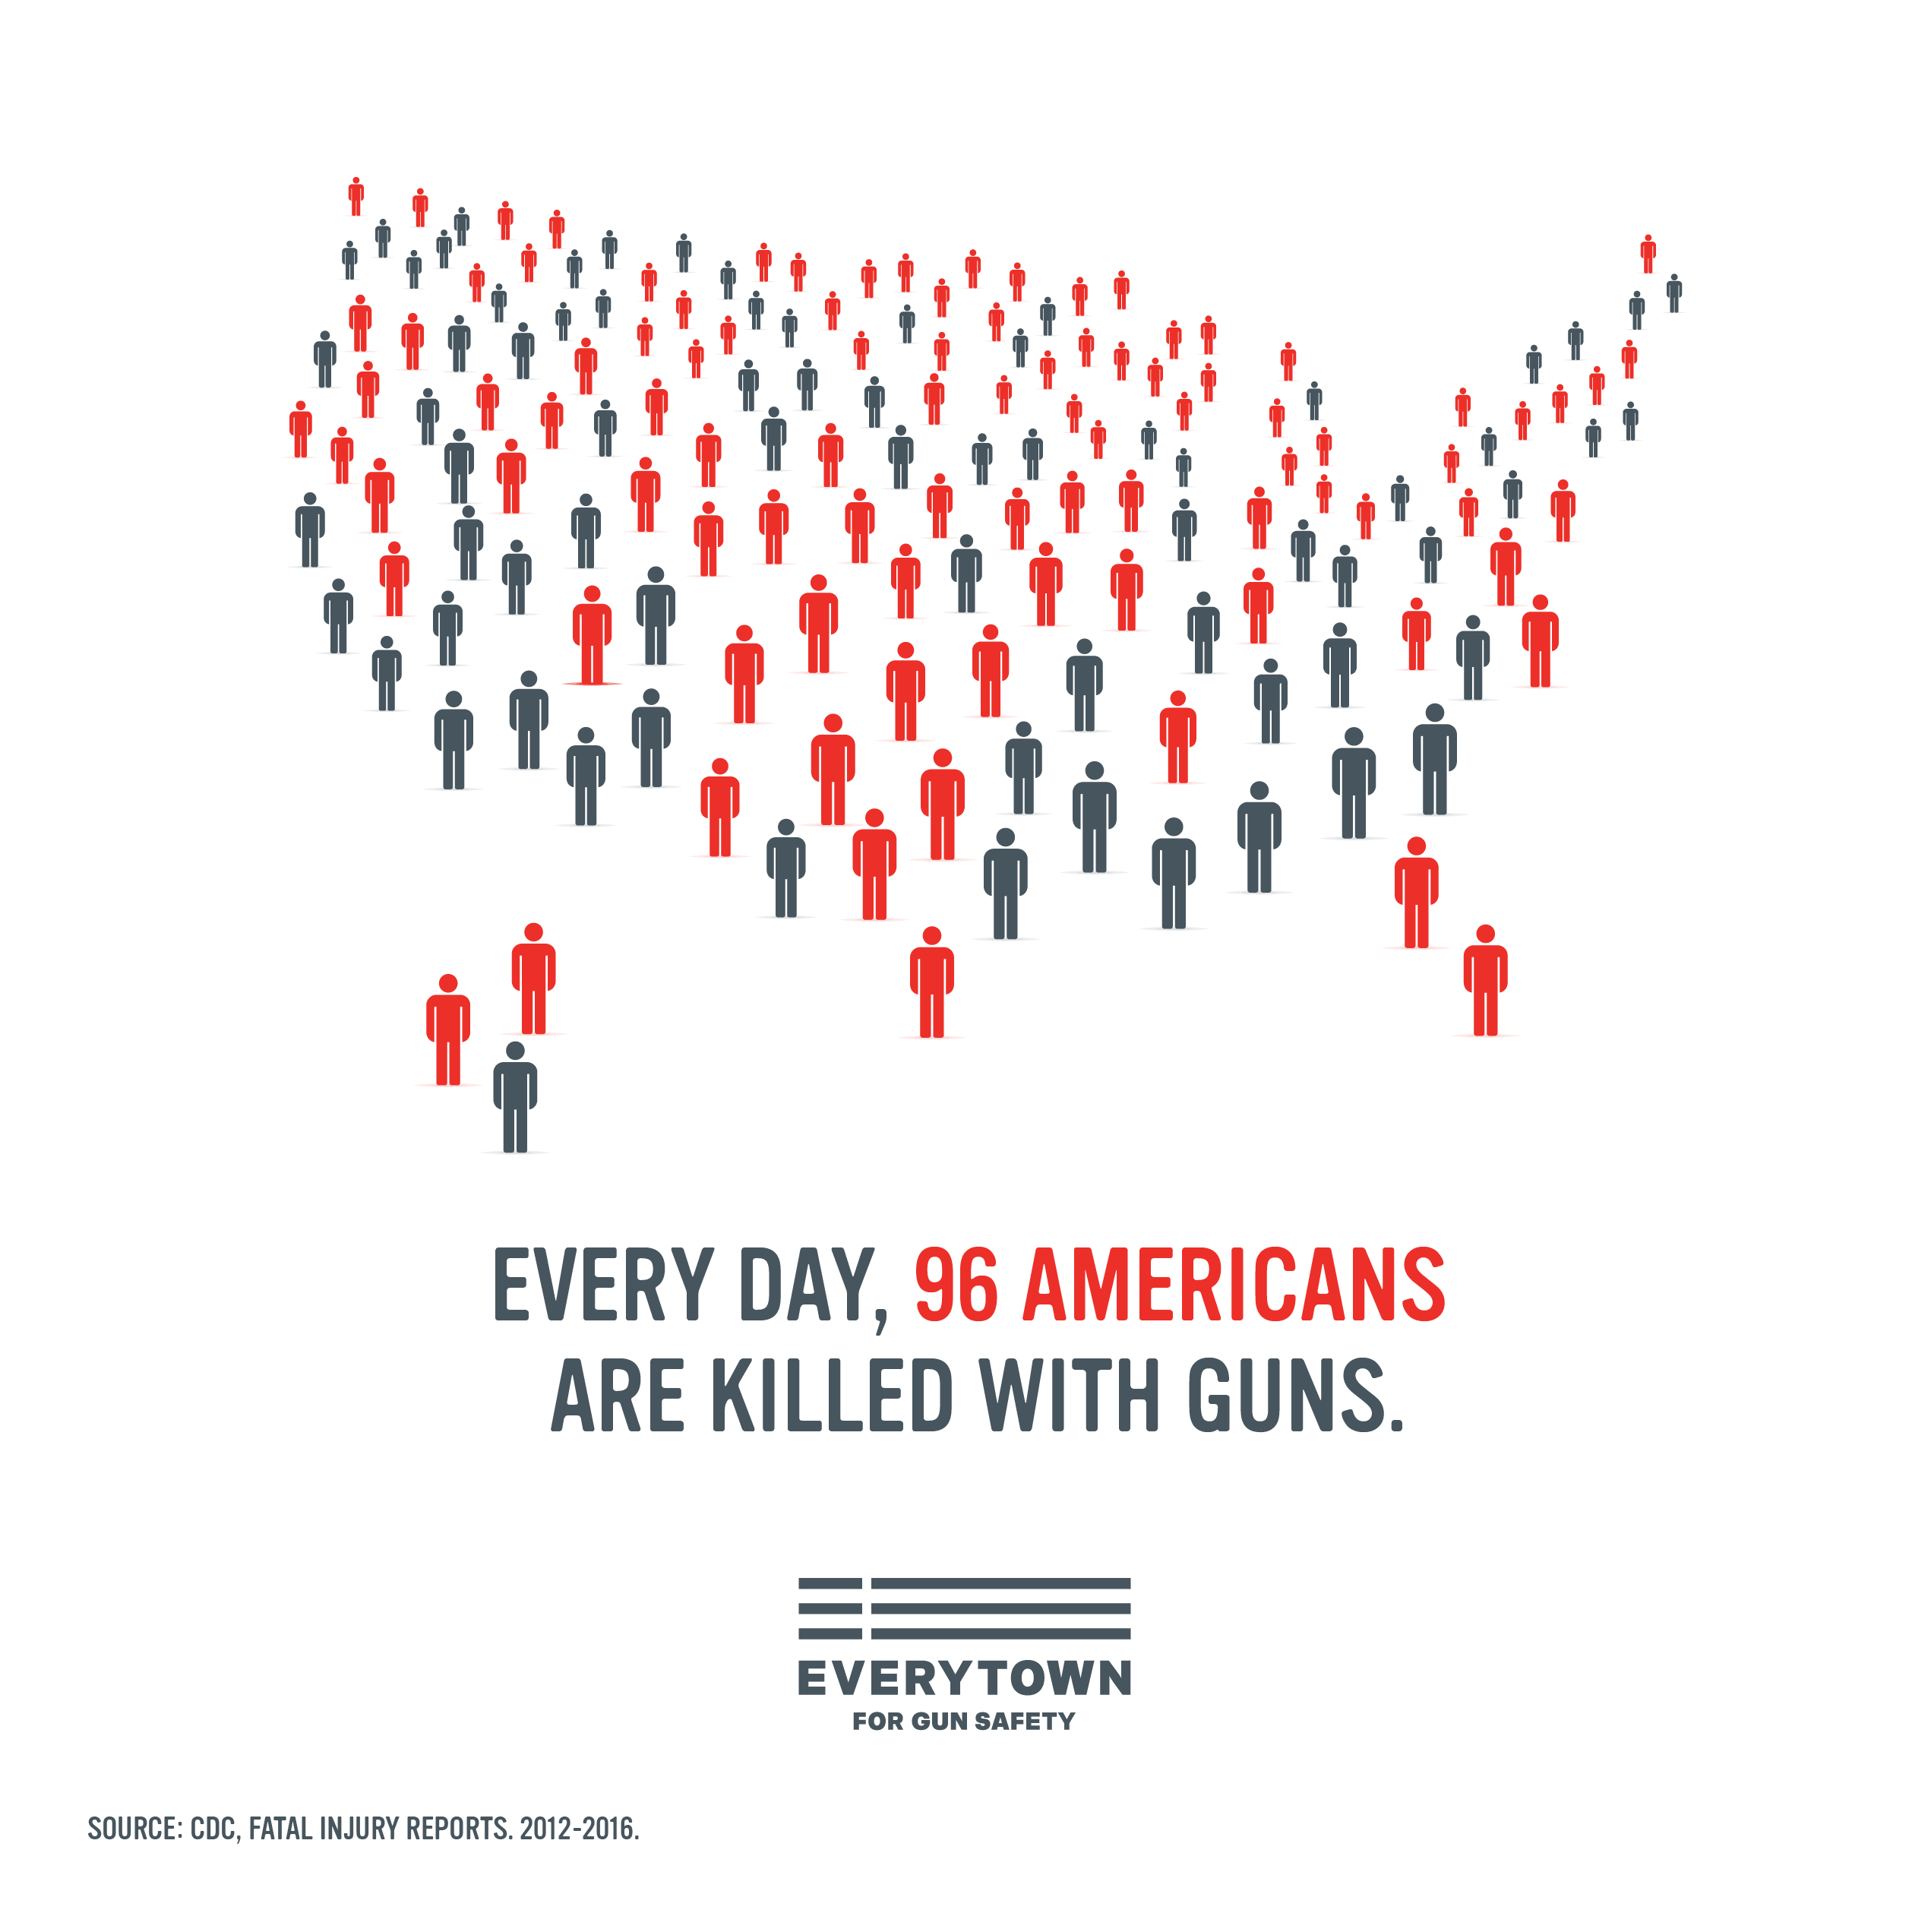 EVERY DAY, 96 AMERICANS
ARE KILLED WITH GUNS.
EVERYTOWN
FOR GUN SAFETY
SOURCE: CDC, FATAL INJURY REPORTS. 2012-2016.